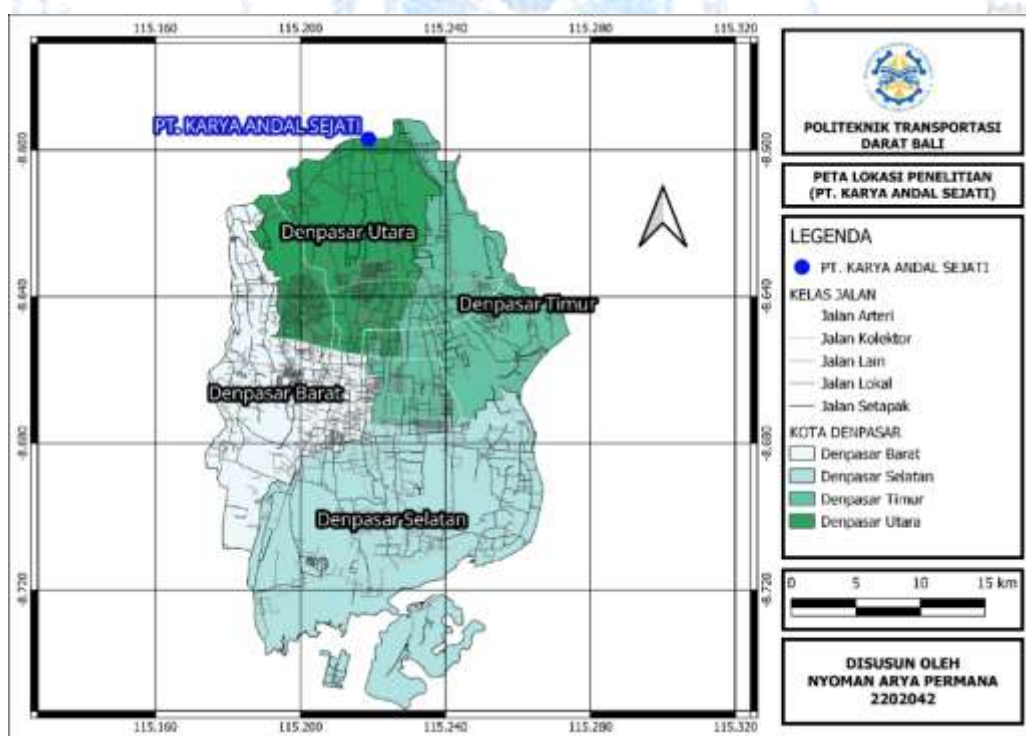 115.160 115.200 115.240 115.280 115.320
PT. KARYA ANDAL SEJATI
-8.600 -8.600
Denpasar Utara
-8.640 -8.640
Denpasar Timur
Denpasar Barat
-8.680 -8.680
Denpasar Selatan
-8.720 -8.720
115.160 115.200 115.240 115.280 115.320
POLITEKNIK TRANSPORTASI
DARAT BALI
PETA LOKASI PENELITIAN
(PT. KARYA ANDAL SEJATI)
LEGENDA
PT. KARYA ANDAL SEJATI
KELAS JALAN
Jalan Arteri
Jalan Kolektor
Jalan Lain
Jalan Lokal
Jalan Setapak
KOTA DENPASAR
Denpasar Barat
Denpasar Selatan
Denpasar Timur
Denpasar Utara
0 5 10 15 km
DISUSUN OLEH
NYOMAN ARYA PERMANA
2202042